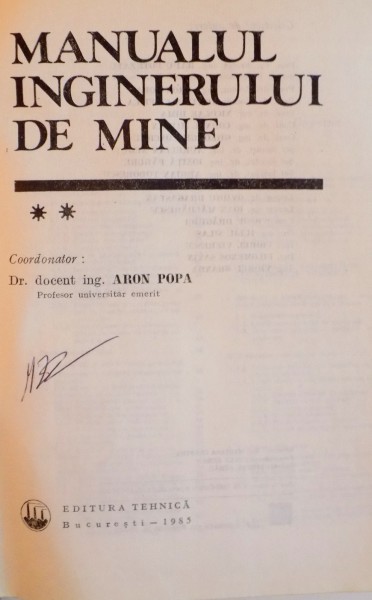 MANUALUL
INGINERULUI
DE MINE
* *
Coordonator :
Dr. docent ing. ARON POPA
Profesor universitar emerit
EDITURA TEHNICĂ
București — 1985